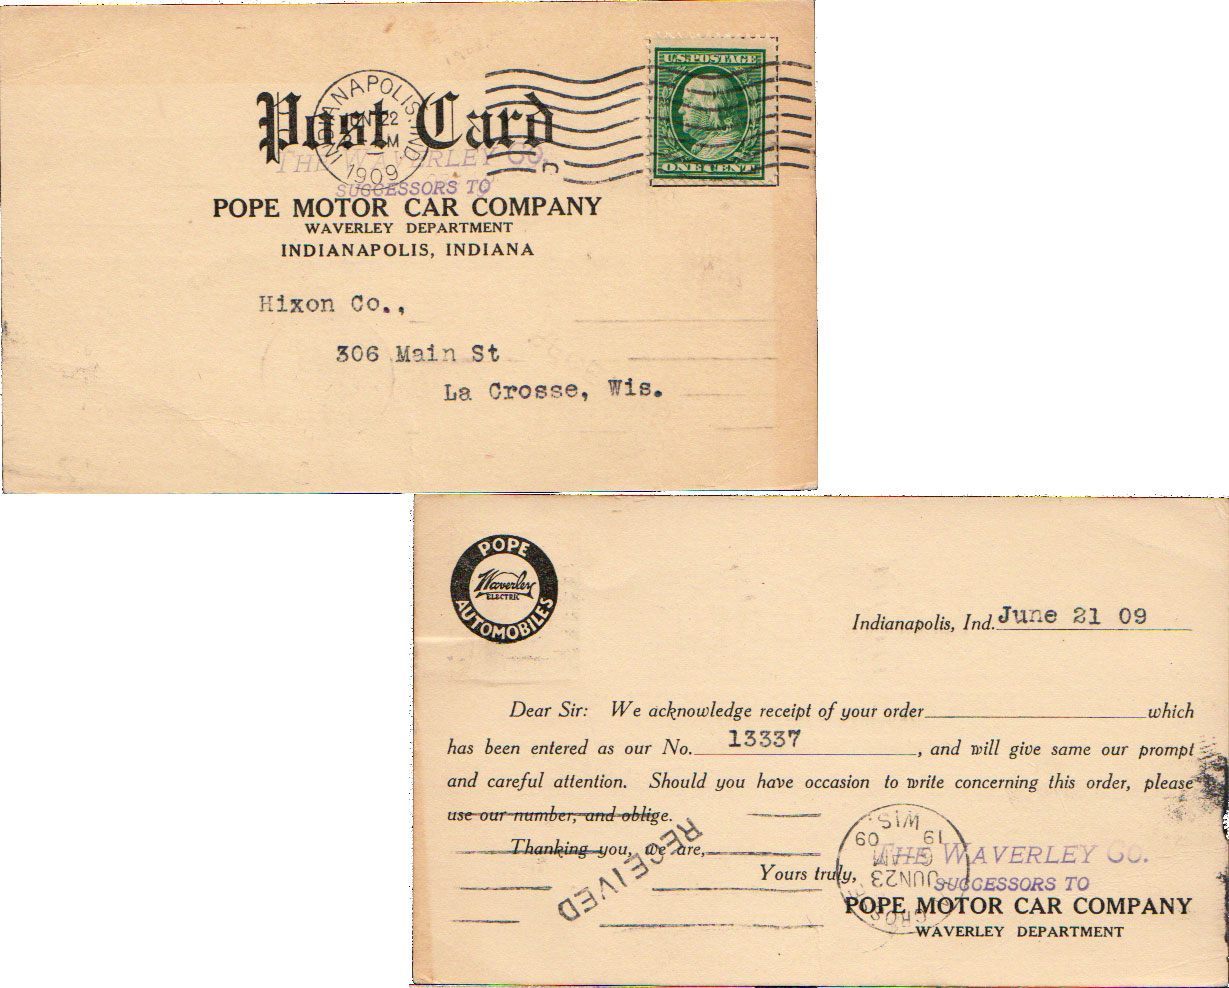 Post Card
INDIANAPOLIS, IND.
JUN 22
M
1909
U.S. POSTAGE
ONE CENT
THE WAVERLEY CO.
SUCCESSORS TO
POPE MOTOR CAR COMPANY
WAVERLEY DEPARTMENT
INDIANAPOLIS, INDIANA
Hixon Co.,
306 Main St
La Crosse, Wis.
POPE
Waverley
ELECTRIC
AUTOMOBILES
Indianapolis, Ind. June 21 09
Dear Sir: We acknowledge receipt of your order which
has been entered as our No. 13337, and will give same our prompt
and careful attention. Should you have occasion to write concerning this order, please
use our number, and oblige.
Thanking you, we are,
RECEIVED
Yours truly,
WIS.
19 09
JUN 23
THE WAVERLEY CO.
SUCCESSORS TO
POPE MOTOR CAR COMPANY
WAVERLEY DEPARTMENT